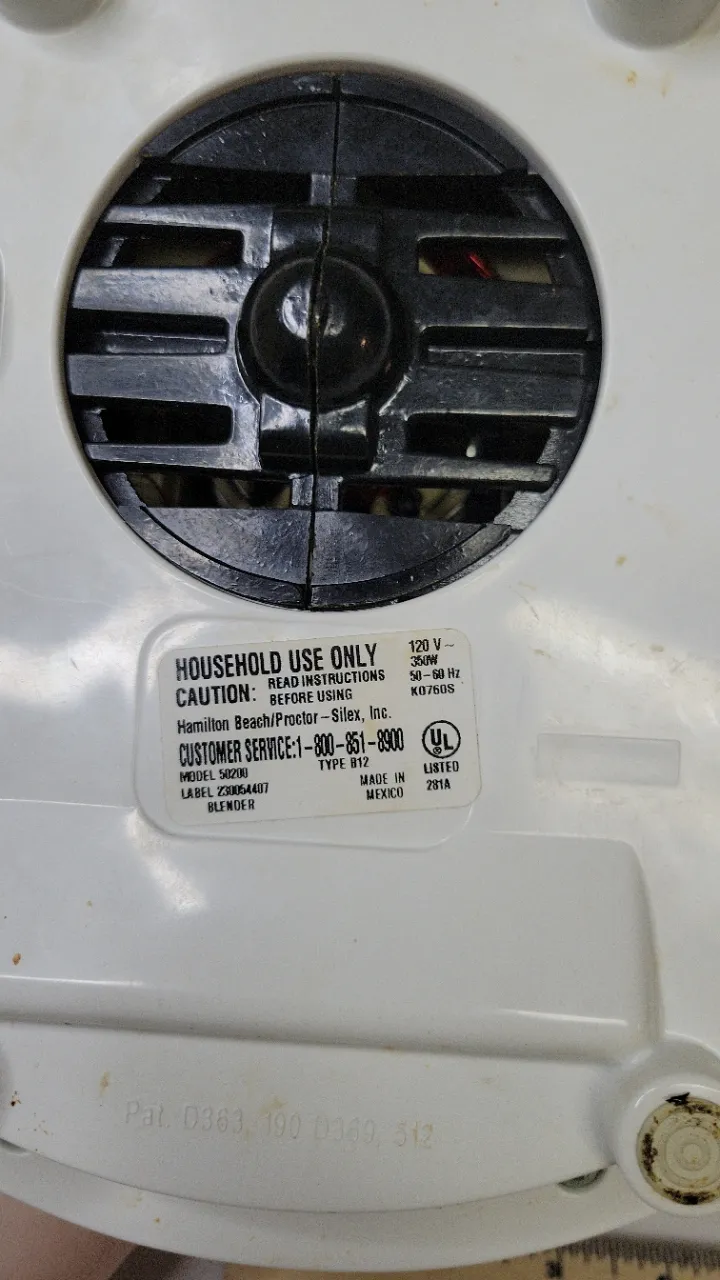 HOUSEHOLD USE ONLY
CAUTION: READ INSTRUCTIONS BEFORE USING
120 V~
350W
50-60 Hz
K0760S
Hamilton Beach/Proctor-Silex, Inc.
CUSTOMER SERVICE:1-800-851-8900
TYPE B12
MODEL 50200
LABEL 230054407
BLENDER
MADE IN
MEXICO
UL
LISTED
281A
Pat. D363, 190 D369, 512